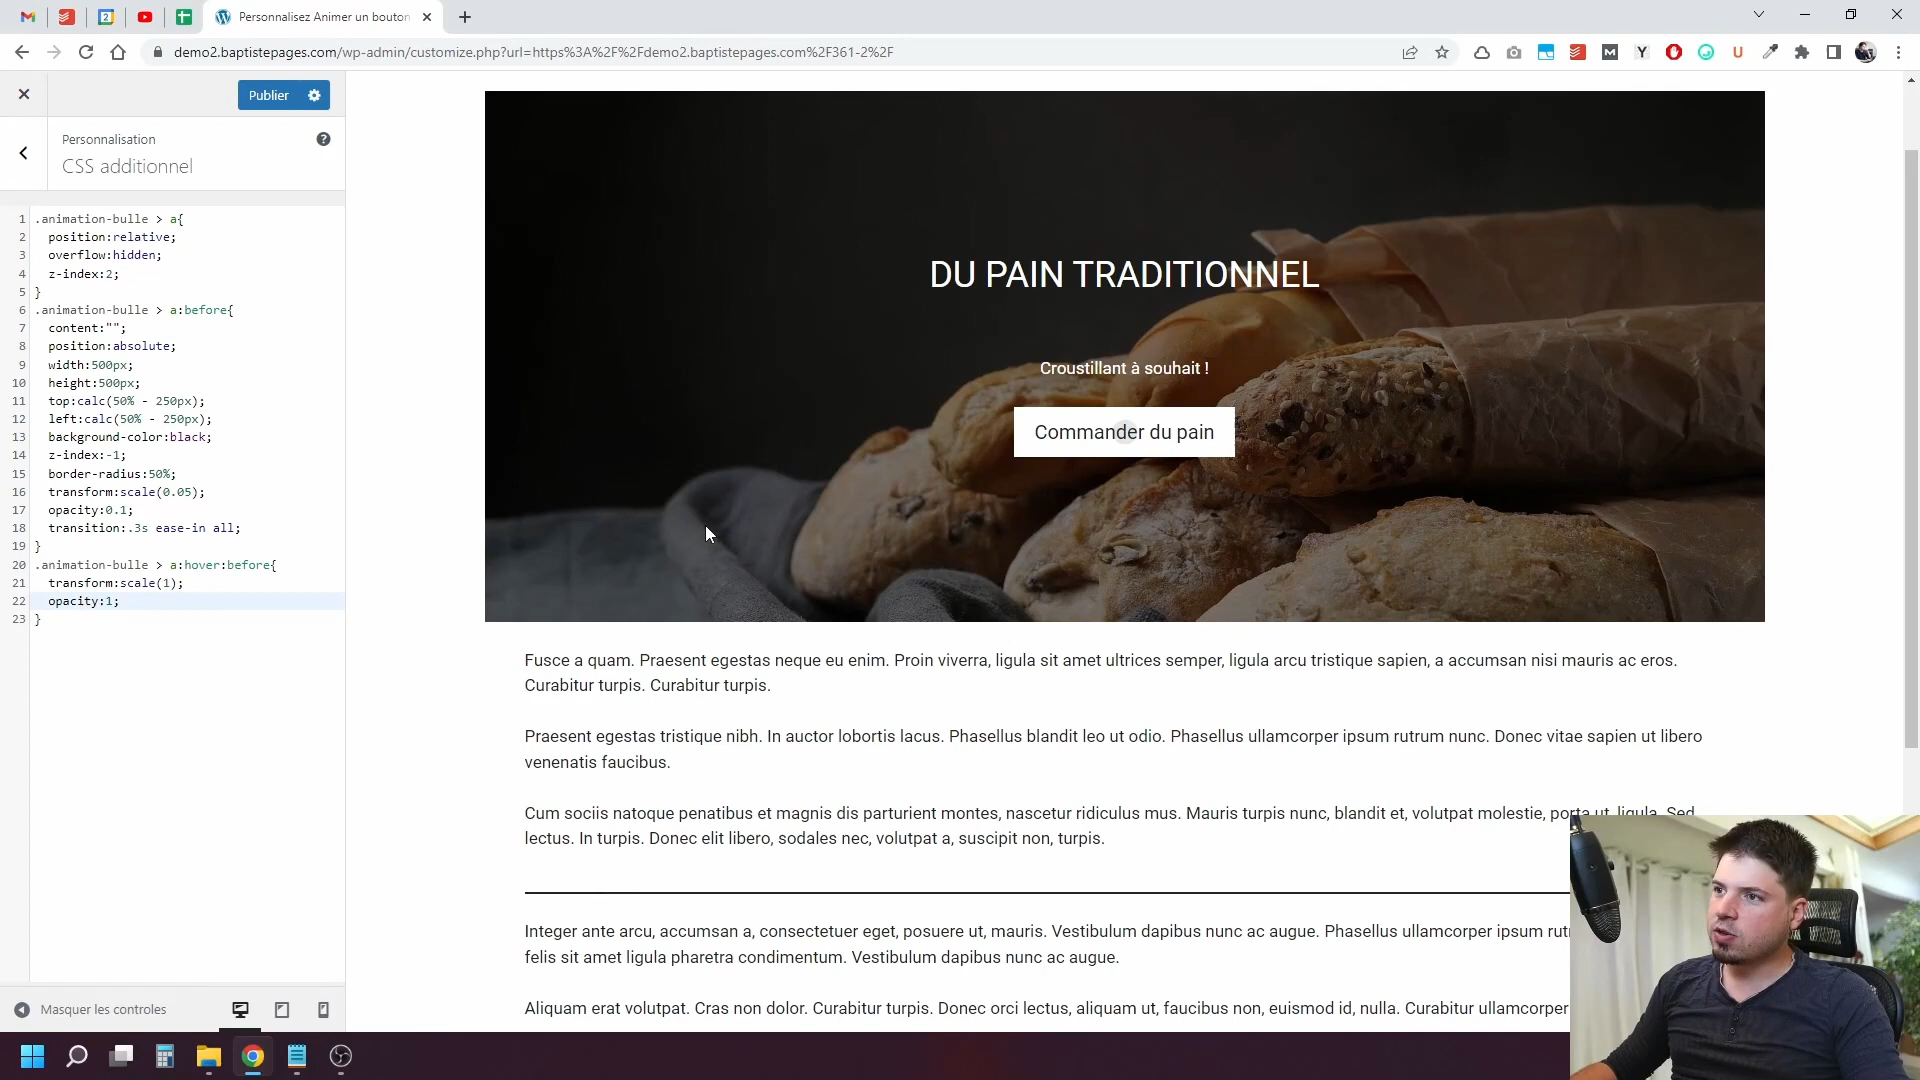 Personnalisez Animer un bouton
demo2.baptistepages.com/wp-admin/customize.php?url=https%3A%2F%2Fdemo2.baptistepages.com%2F361-2%2F
Publier
Personnalisation
CSS additionnel
1 .animation-bulle > a{
2 position:relative;
3 overflow:hidden;
4 z-index:2;
5 }
6 .animation-bulle > a:before{
7 content:"";
8 position:absolute;
9 width:500px;
10 height:500px;
11 top:calc(50% - 250px);
12 left:calc(50% - 250px);
13 background-color:black;
14 z-index:-1;
15 border-radius:50%;
16 transform:scale(0.05);
17 opacity:0.1;
18 transition:.3s ease-in all;
19 }
20 .animation-bulle > a:hover:before{
21 transform:scale(1);
22 opacity:1;
23 }
Masquer les controles
DU PAIN TRADITIONNEL
Croustillant à souhait !
Commander du pain
Fusce a quam. Praesent egestas neque eu enim. Proin viverra, ligula sit amet ultrices semper, ligula arcu tristique sapien, a accumsan nisi mauris ac eros.
Curabitur turpis. Curabitur turpis.
Praesent egestas tristique nibh. In auctor lobortis lacus. Phasellus blandit leo ut odio. Phasellus ullamcorper ipsum rutrum nunc. Donec vitae sapien ut libero
venenatis faucibus.
Cum sociis natoque penatibus et magnis dis parturient montes, nascetur ridiculus mus. Mauris turpis nunc, blandit et, volutpat molestie, porta ut, ligula. Sed
lectus. In turpis. Donec elit libero, sodales nec, volutpat a, suscipit non, turpis.
Integer ante arcu, accumsan a, consectetuer eget, posuere ut, mauris. Vestibulum dapibus nunc ac augue. Phasellus ullamcorper ipsum
felis sit amet ligula pharetra condimentum. Vestibulum dapibus nunc ac augue.
Aliquam erat volutpat. Cras non dolor. Curabitur turpis. Donec orci lectus, aliquam ut, faucibus non, euismod id, nulla. Curabitur ullamcorper